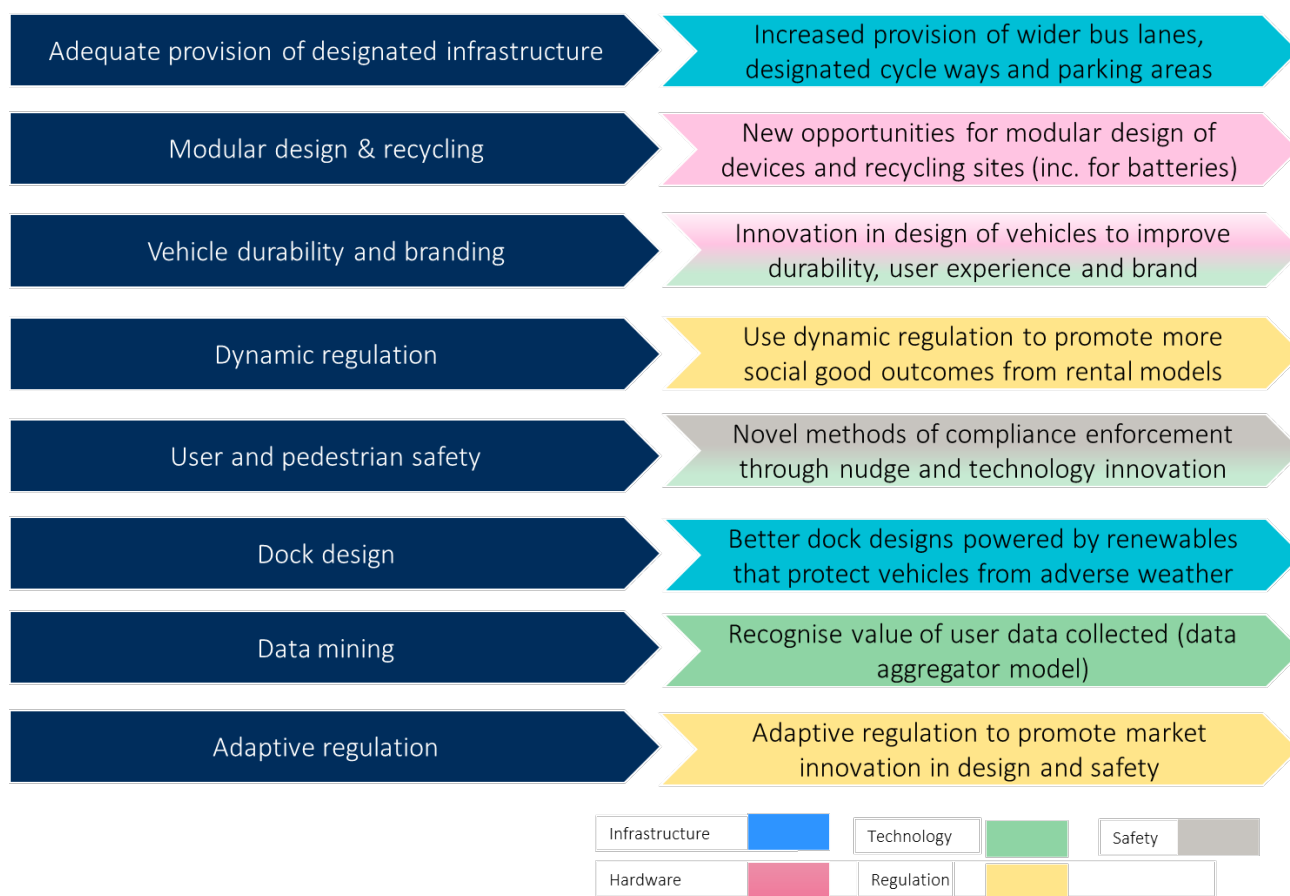 Adequate provision of designated infrastructure
Increased provision of wider bus lanes,
designated cycle ways and parking areas
Modular design & recycling
New opportunities for modular design of
devices and recycling sites (inc. for batteries)
Vehicle durability and branding
Innovation in design of vehicles to improve
durability, user experience and brand
Dynamic regulation
Use dynamic regulation to promote more
social good outcomes from rental models
User and pedestrian safety
Novel methods of compliance enforcement
through nudge and technology innovation
Dock design
Better dock designs powered by renewables
that protect vehicles from adverse weather
Data mining
Recognise value of user data collected (data
aggregator model)
Adaptive regulation
Adaptive regulation to promote market
innovation in design and safety
Infrastructure
Technology
Safety
Hardware
Regulation